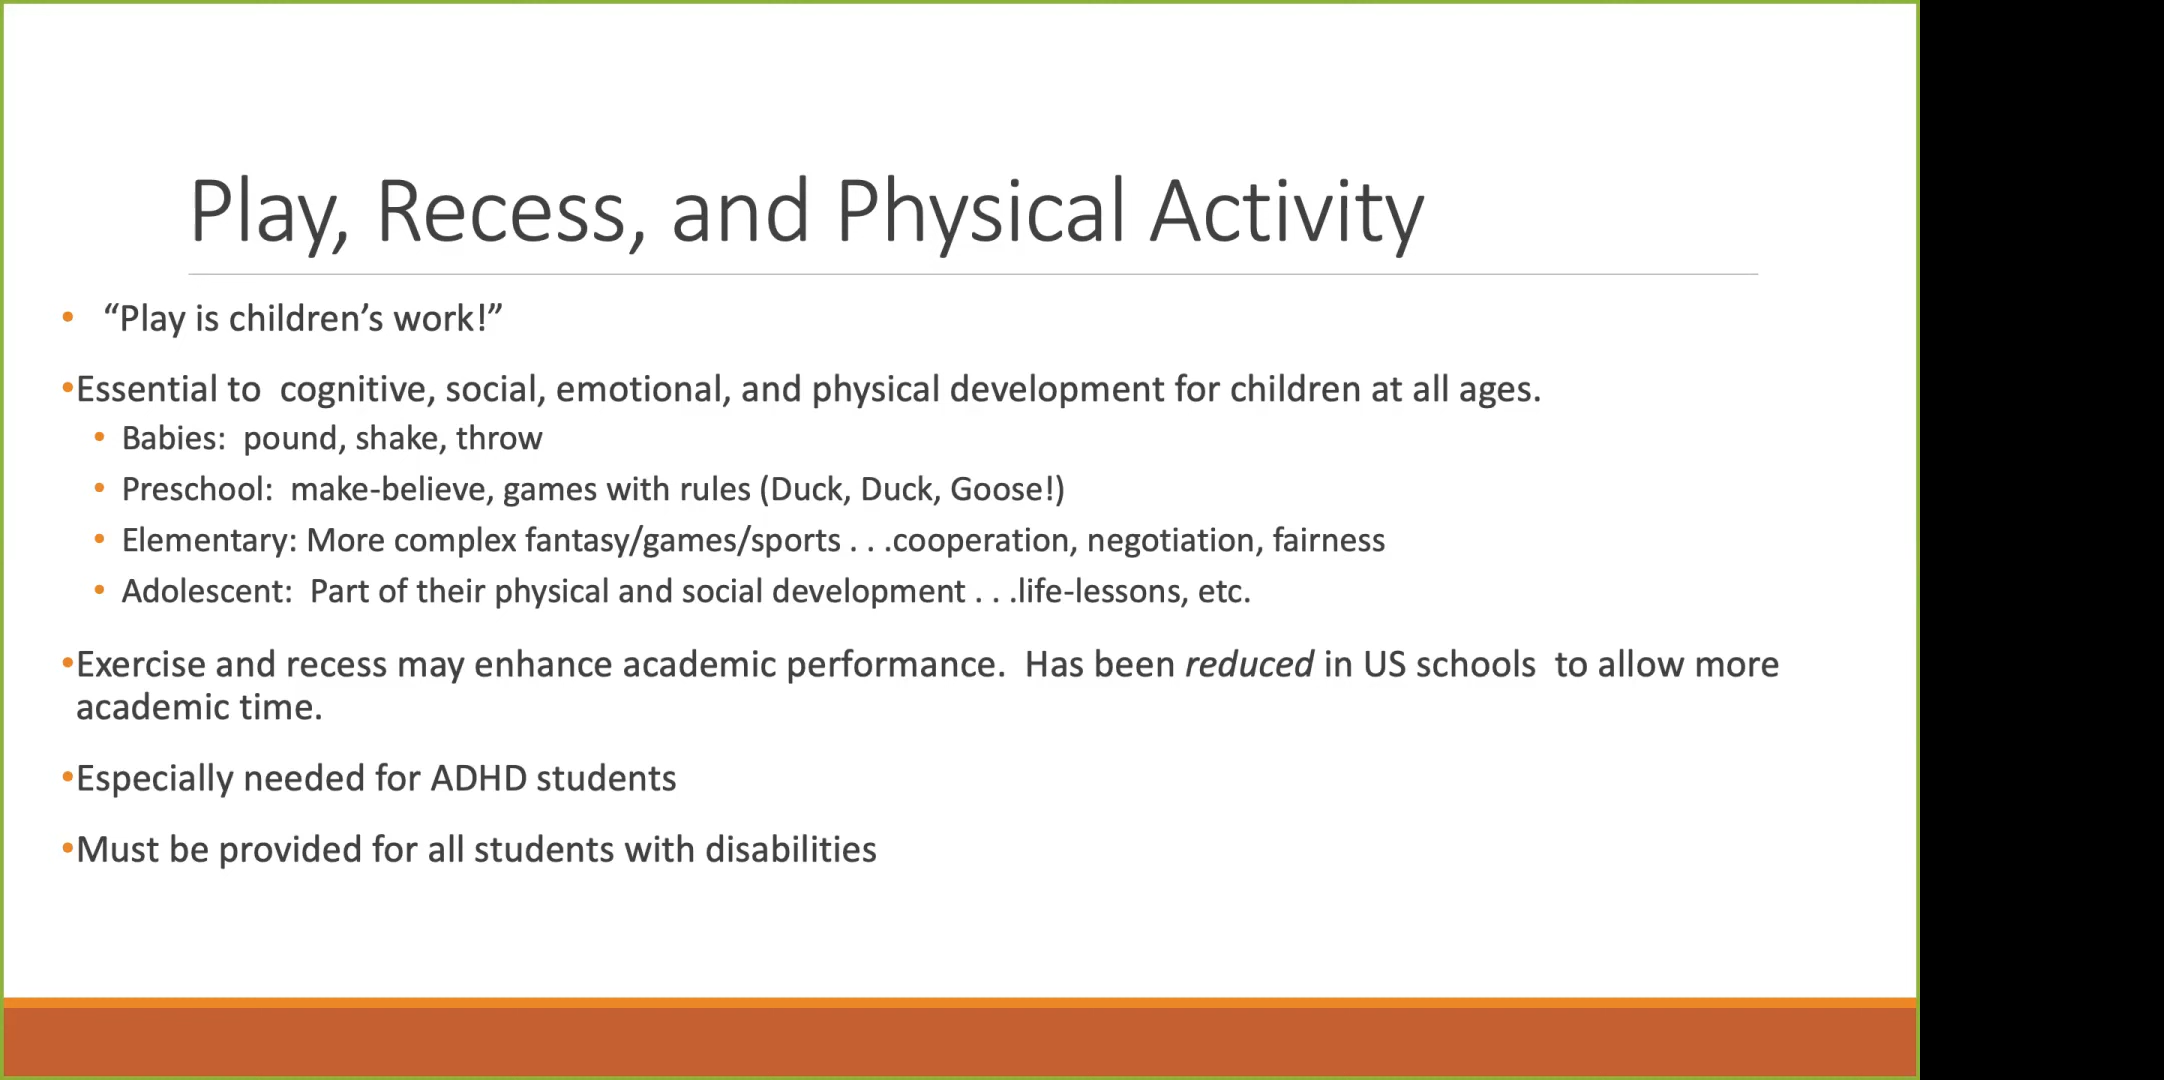 Play, Recess, and Physical Activity
• “Play is children’s work!”
•Essential to  cognitive, social, emotional, and physical development for children at all ages.
• Babies:  pound, shake, throw
• Preschool:  make-believe, games with rules (Duck, Duck, Goose!)
• Elementary: More complex fantasy/games/sports . . .cooperation, negotiation, fairness
• Adolescent:  Part of their physical and social development . . .life-lessons, etc.
•Exercise and recess may enhance academic performance.  Has been reduced in US schools  to allow more
academic time.
•Especially needed for ADHD students
•Must be provided for all students with disabilities